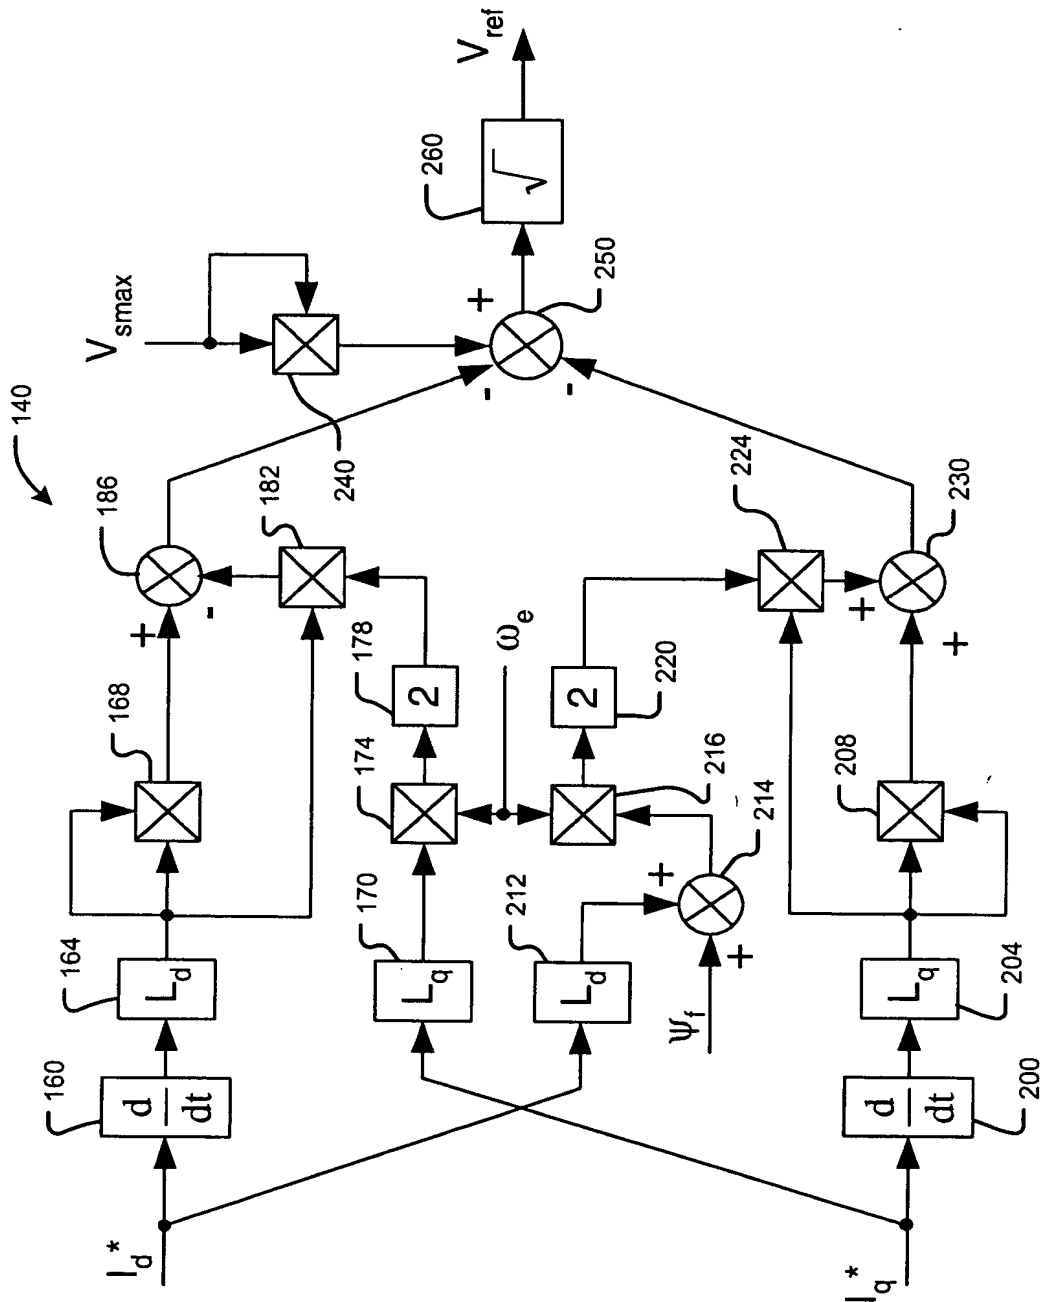 140
I_d*
160
d
dt
164
L_d
168
+
186
-
182
170
L_q
174
178
2
ω_e
212
L_d
Ψ_f
+
+
214
216
220
2
224
I_q*
200
d
dt
204
L_q
208
+
+
230
V_smax
240
+
-
-
250
260
√
V_ref